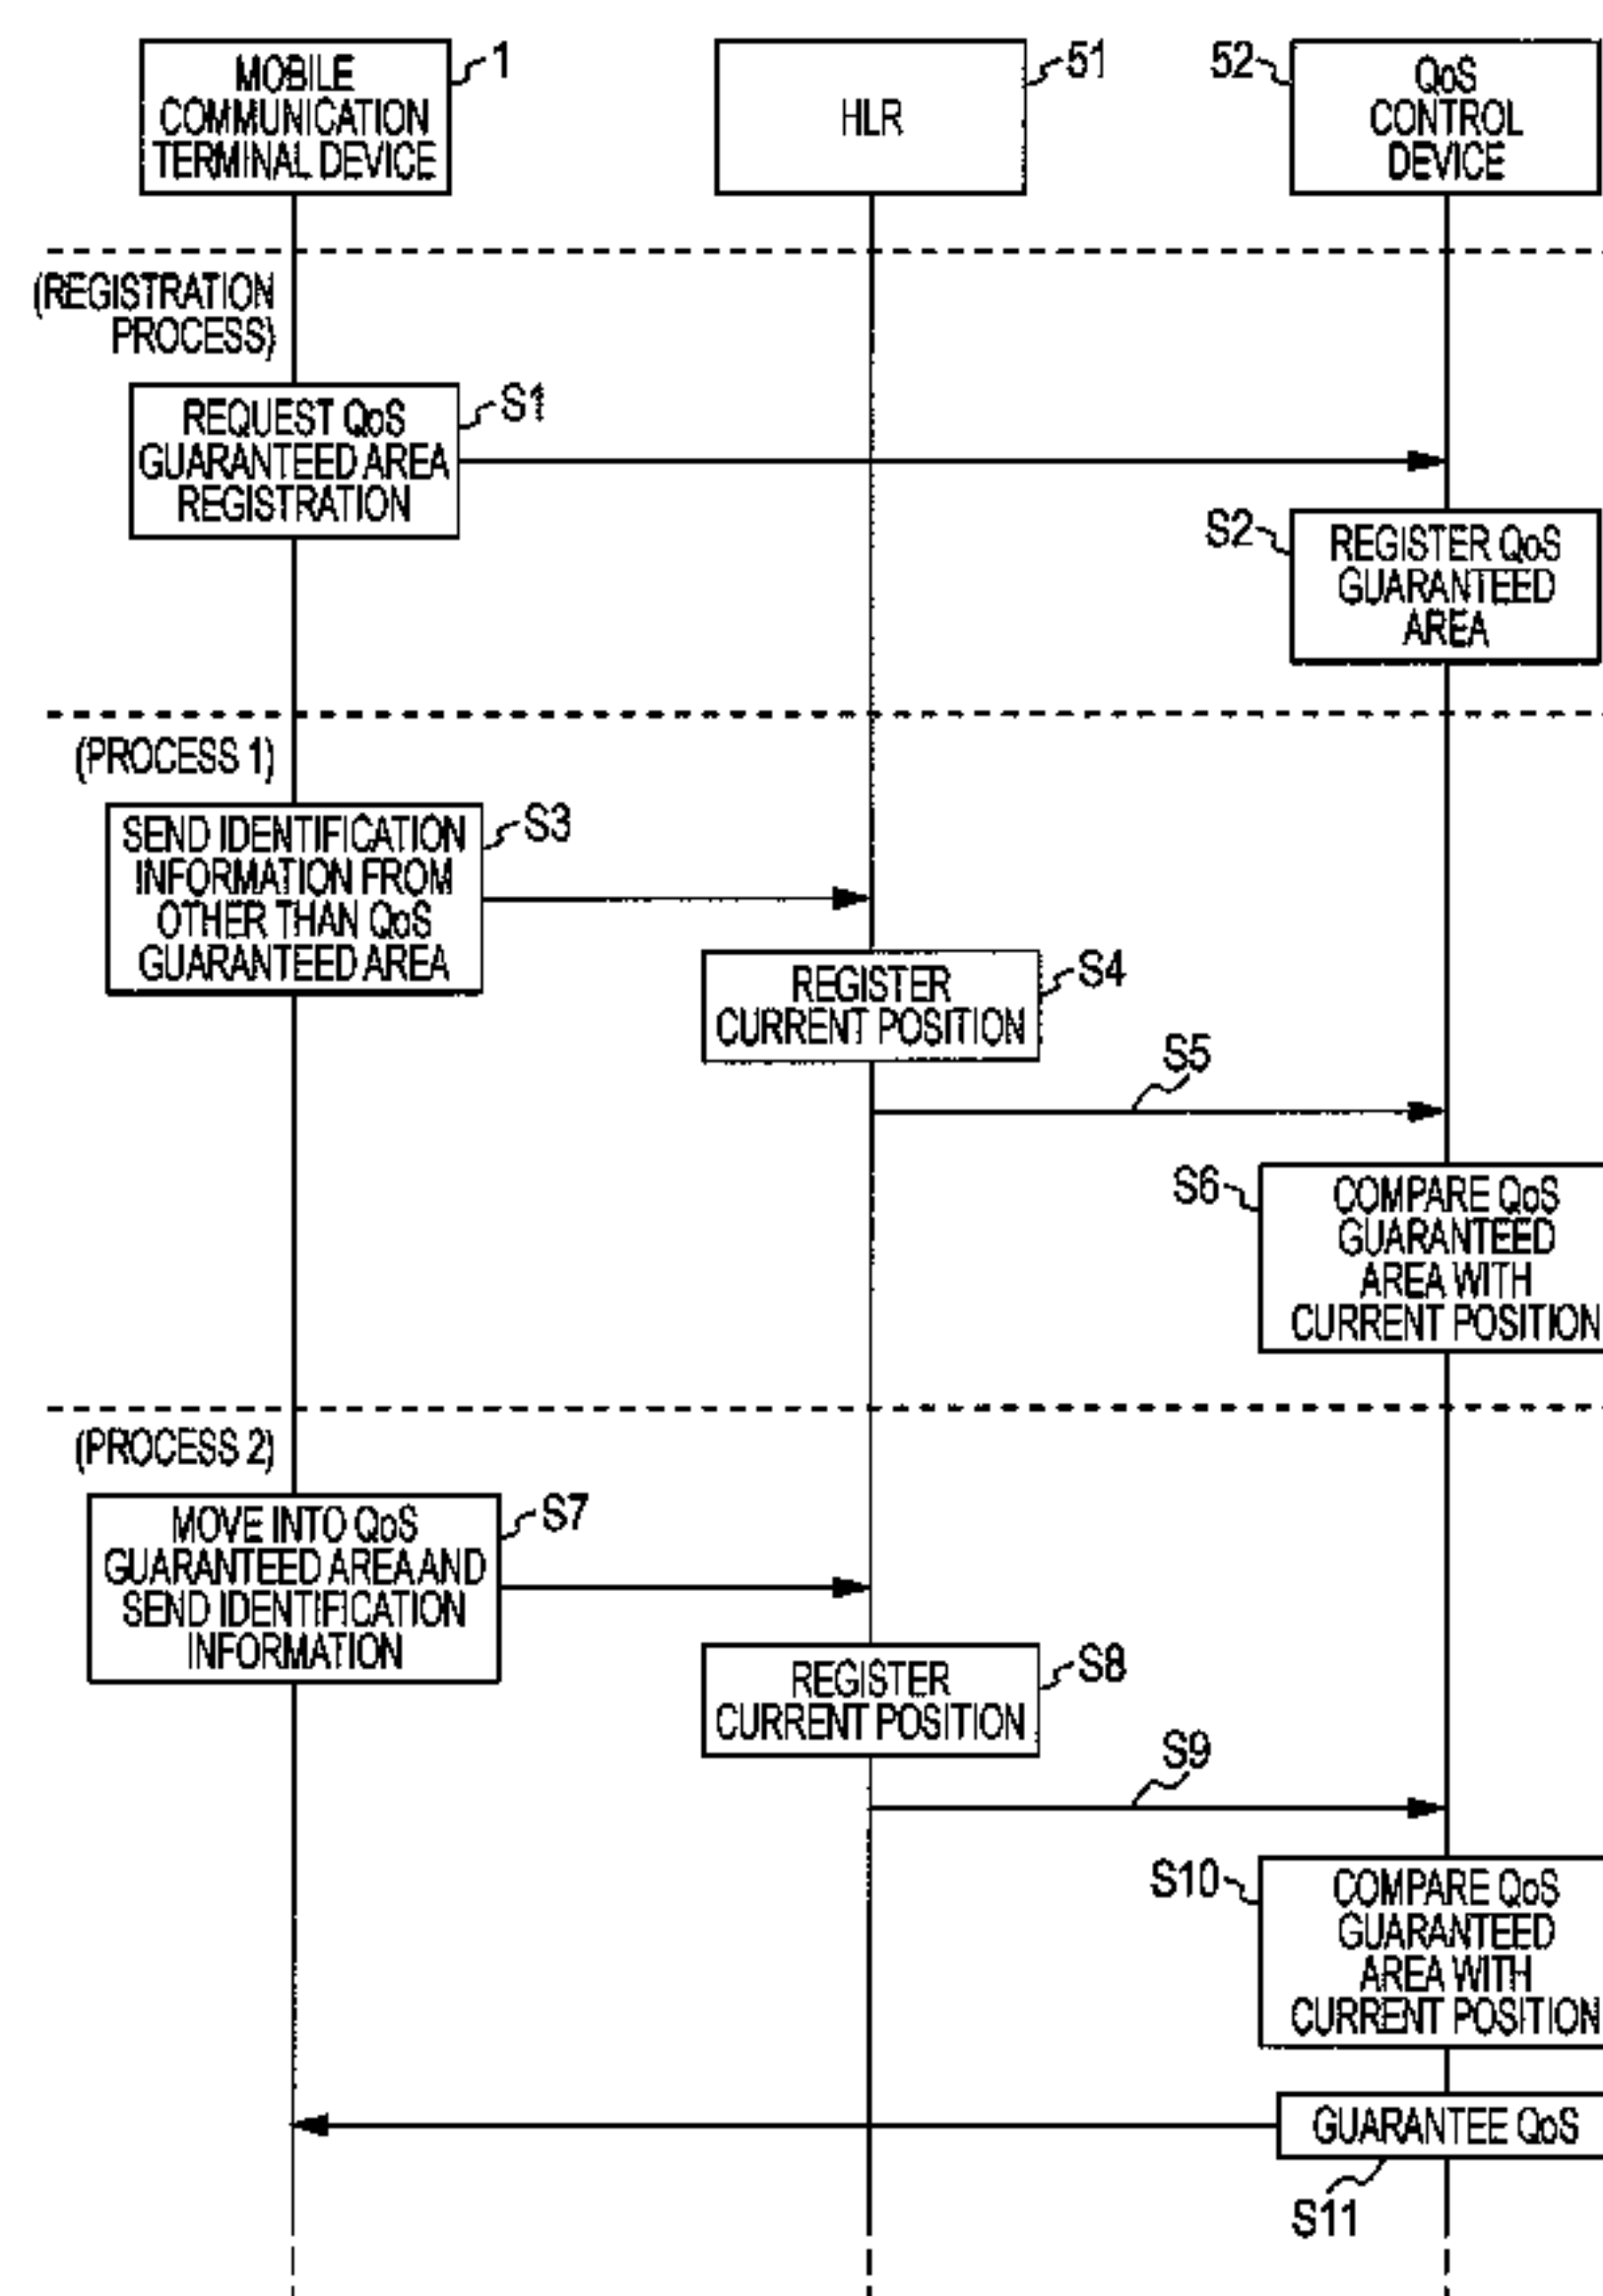 MOBILE
COMMUNICATION
TERMINAL DEVICE
1
HLR
51
52
QoS
CONTROL
DEVICE
(REGISTRATION
PROCESS)
REQUEST QoS
GUARANTEED AREA
REGISTRATION
S1
S2
REGISTER QoS
GUARANTEED
AREA
(PROCESS 1)
SEND IDENTIFICATION
INFORMATION FROM
OTHER THAN QoS
GUARANTEED AREA
S3
REGISTER
CURRENT POSITION
S4
S5
S6
COMPARE QoS
GUARANTEED
AREA WITH
CURRENT POSITION
(PROCESS 2)
MOVE INTO QoS
GUARANTEED AREA AND
SEND IDENTIFICATION
INFORMATION
S7
REGISTER
CURRENT POSITION
S8
S9
S10
COMPARE QoS
GUARANTEED
AREA WITH
CURRENT POSITION
GUARANTEE QoS
S11